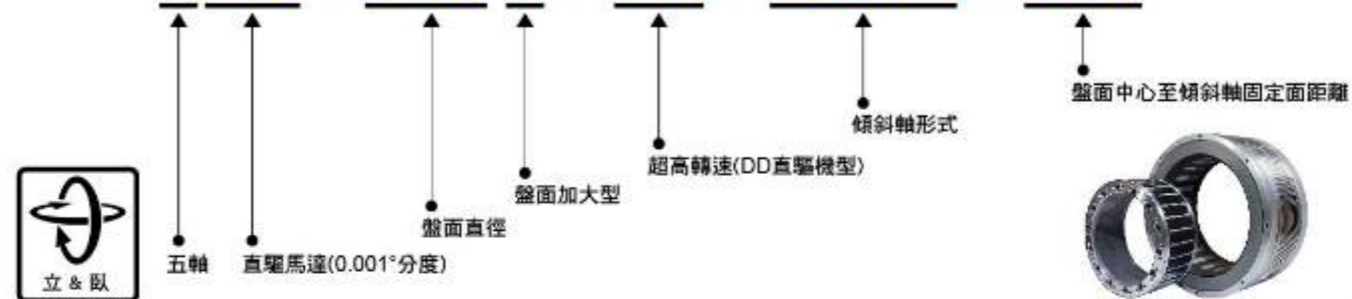 盤面中心至傾斜軸固定面距離
傾斜軸形式
超高轉速(DD直驅機型)
盤面加大型
盤面直徑
五軸
直驅馬達(0.001°分度)
立 & 臥